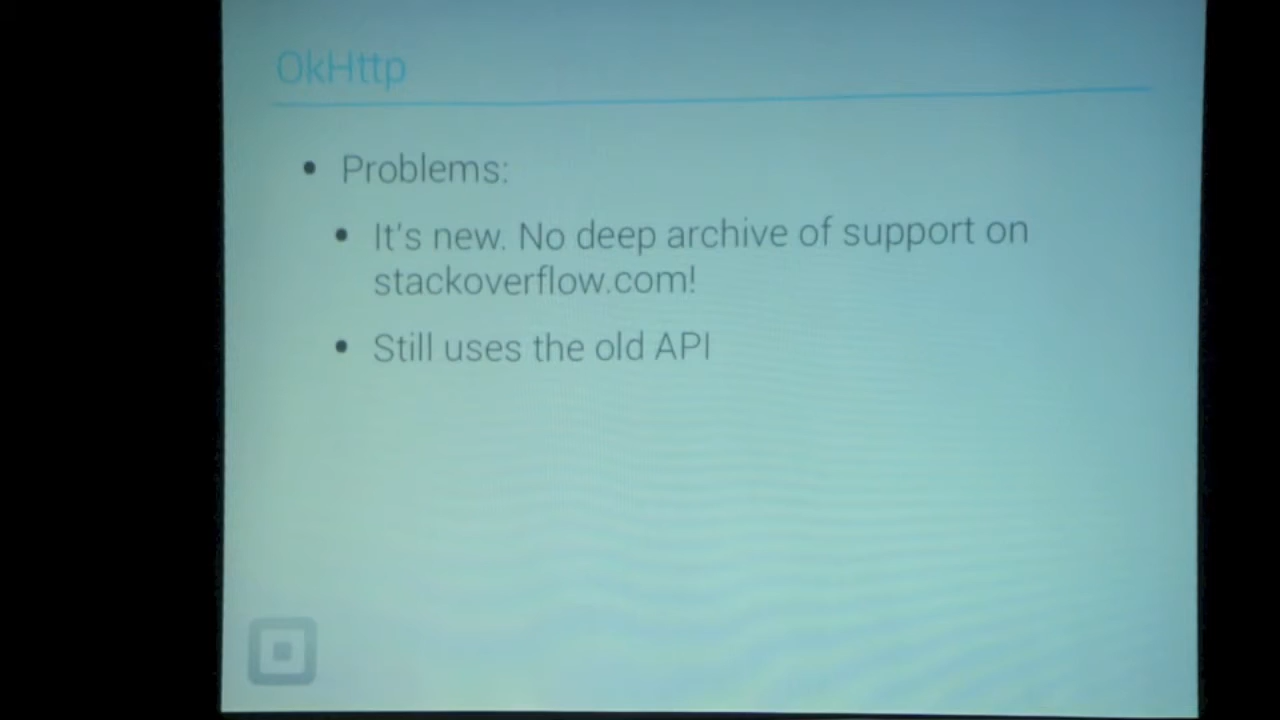 OkHttp
• Problems:
• It's new. No deep archive of support on
stackoverflow.com!
• Still uses the old API